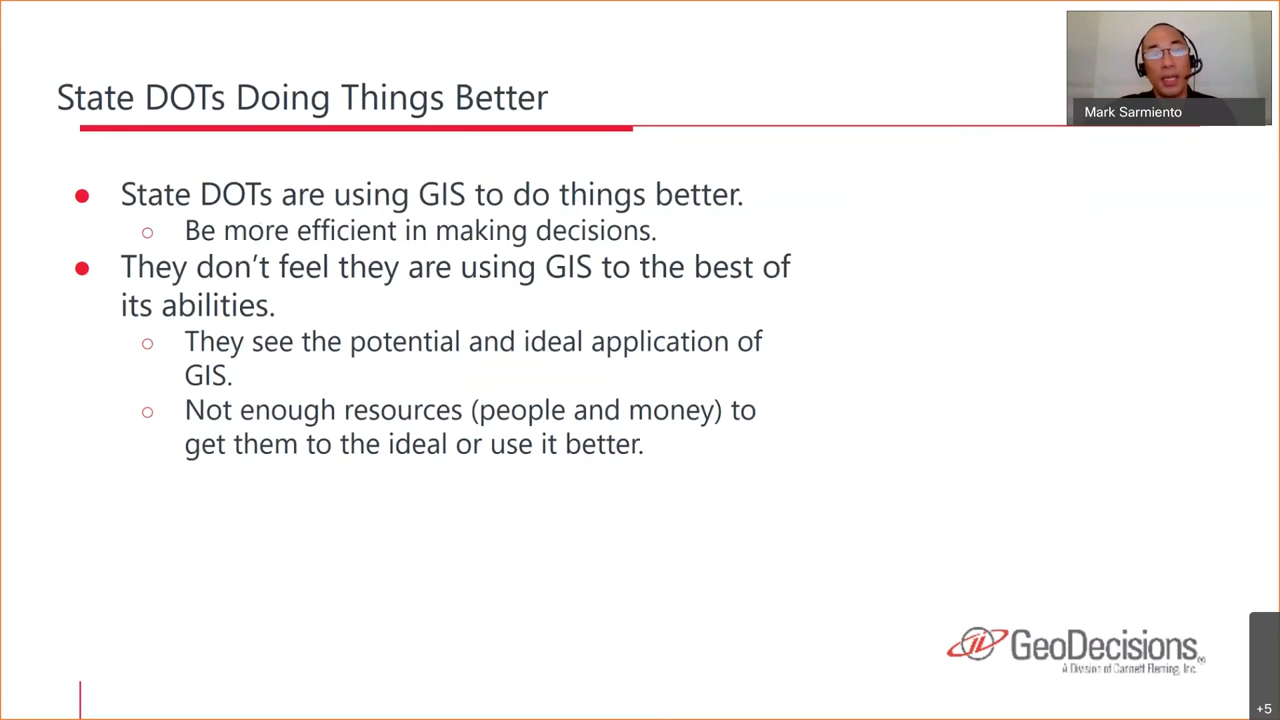 State DOTs Doing Things Better
Mark Sarmiento
● State DOTs are using GIS to do things better.
○ Be more efficient in making decisions.
● They don’t feel they are using GIS to the best of
its abilities.
○ They see the potential and ideal application of
GIS.
○ Not enough resources (people and money) to
get them to the ideal or use it better.
GeoDecisions
A Division of Gannett Fleming, Inc.
+5